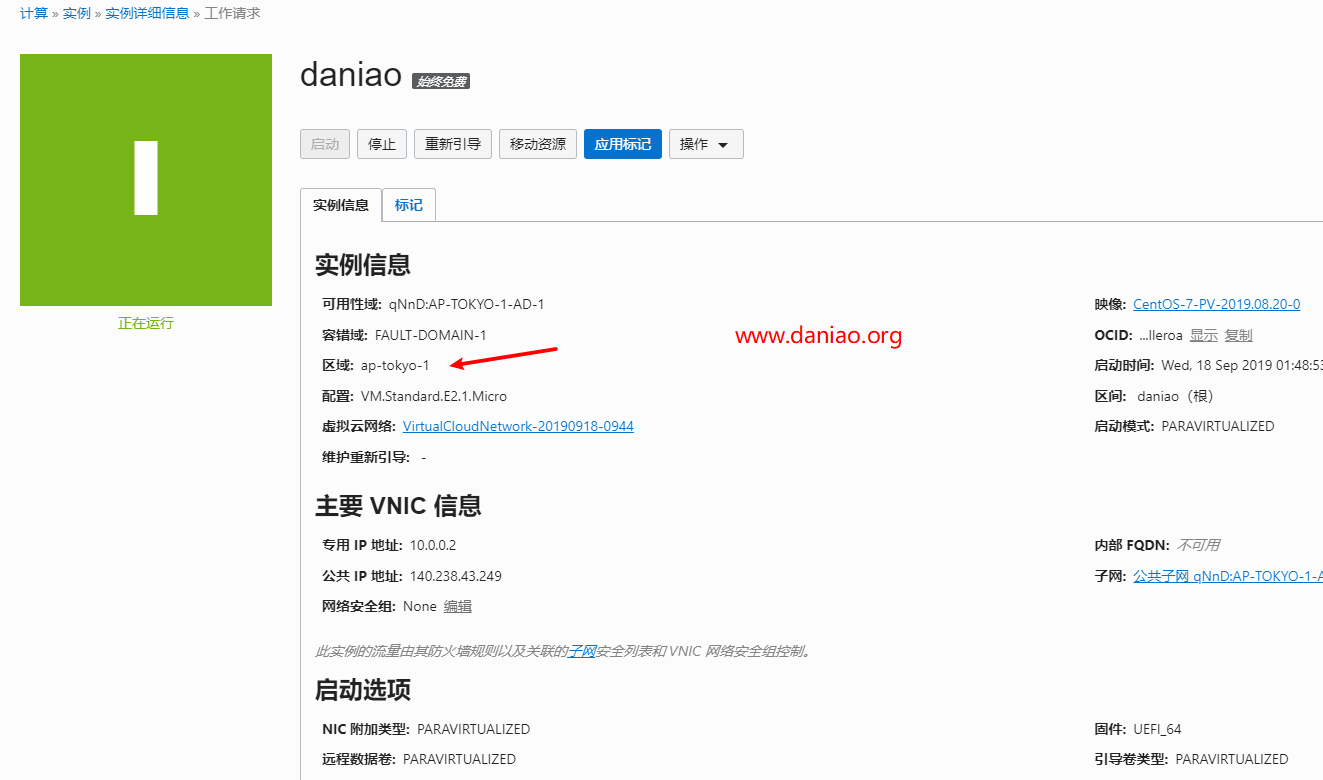 计算 » 实例 » 实例详细信息 » 工作请求
daniao 始终免费
启动 停止 重新引导 移动资源 应用标记 操作
实例信息 标记
正在运行
实例信息
可用性域: qNnD:AP-TOKYO-1-AD-1
容错域: FAULT-DOMAIN-1
区域: ap-tokyo-1
配置: VM.Standard.E2.1.Micro
虚拟云网络: VirtualCloudNetwork-20190918-0944
维护重新引导: -
www.daniao.org
映像: CentOS-7-PV-2019.08.20-0
OCID: ...lleroa 显示 复制
启动时间: Wed, 18 Sep 2019 01:48:53
区间: daniao（根）
启动模式: PARAVIRTUALIZED
主要 VNIC 信息
专用 IP 地址: 10.0.0.2
公共 IP 地址: 140.238.43.249
网络安全组: None 编辑
内部 FQDN: 不可用
子网: 公共子网 qNnD:AP-TOKYO-1-A
此实例的流量由其防火墙规则以及关联的子网安全列表和 VNIC 网络安全组控制。
启动选项
NIC 附加类型: PARAVIRTUALIZED
远程数据卷: PARAVIRTUALIZED
固件: UEFI_64
引导卷类型: PARAVIRTUALIZED